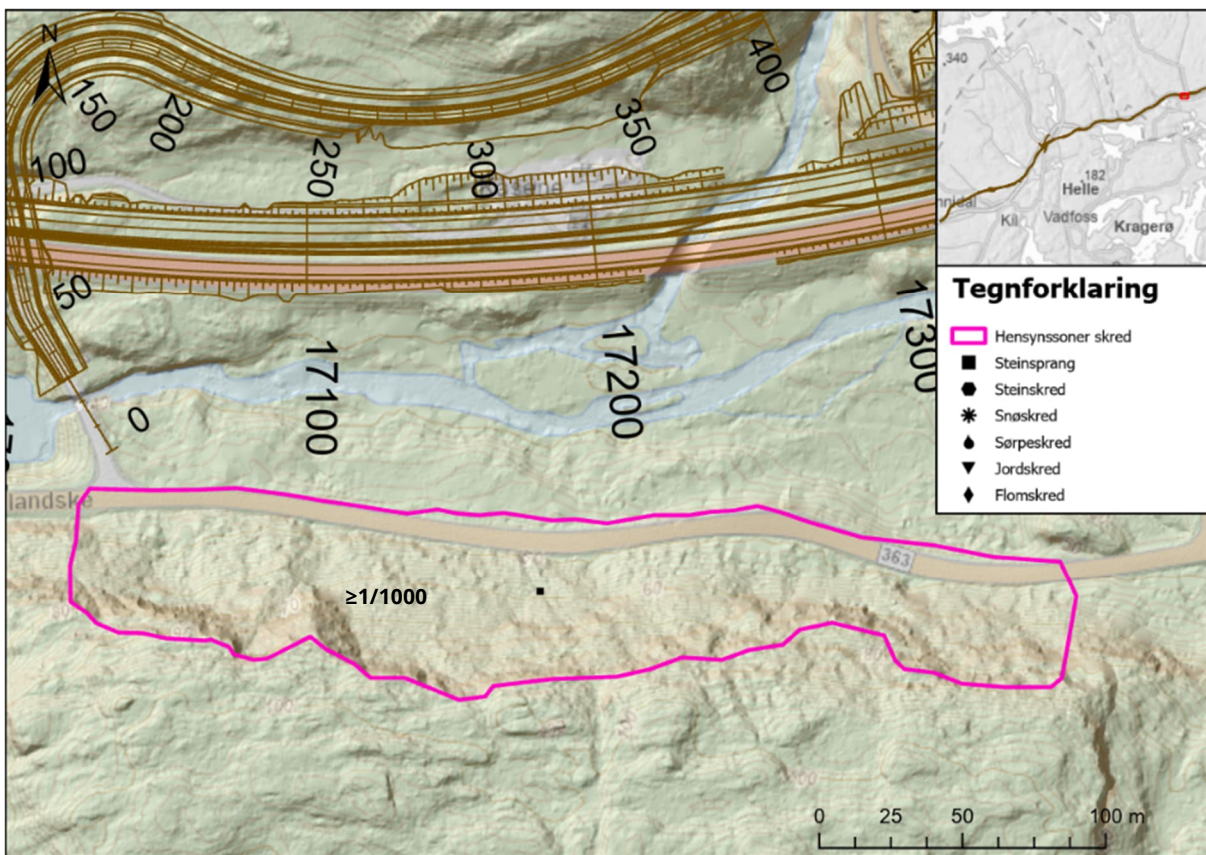 N
150
200
100
250
300
350
400
50
0
17100
17200
17300
landske
363
60
≥1/1000
0 25 50 100 m
340
182
Helle
Kil
Vadfoss
Kragerø
Tegnforklaring
Hensynssoner skred
Steinsprang
Steinskred
Snøskred
Sørpeskred
Jordskred
Flomskred